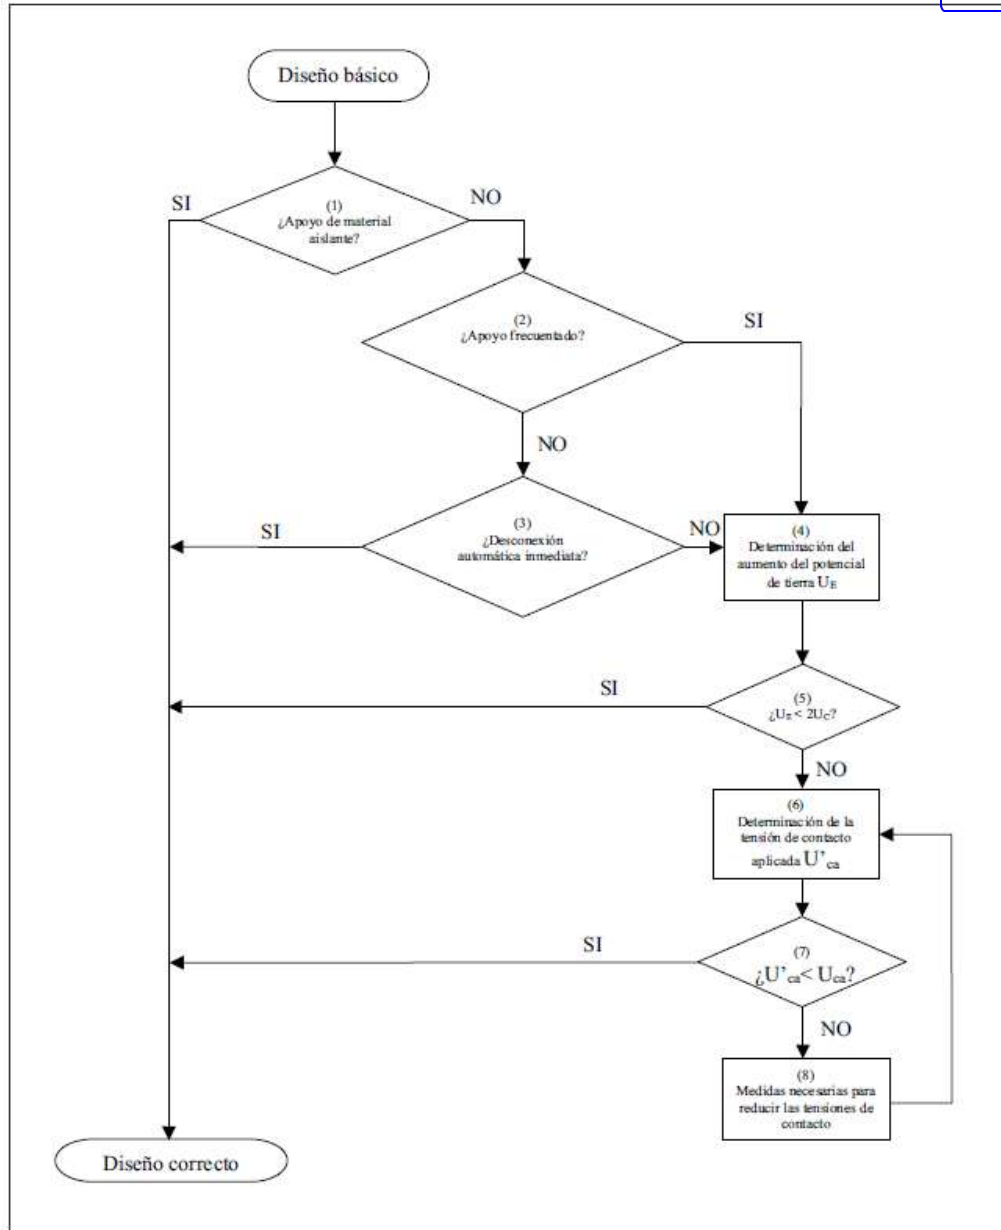 Diseño básico
SI
NO
(1)
¿Apoyo de material
aislante?
(2)
¿Apoyo frecuentado?
SI
NO
SI
(3)
¿Desconexión
automática inmediata?
NO
(4)
Determinación del
aumento del potencial
de tierra UE
SI
(5)
¿UE < 2UC?
NO
(6)
Determinación de la
tensión de contacto
aplicada U’ca
SI
(7)
¿U’ca< Uca?
NO
(8)
Medidas necesarias para
reducir las tensiones de
contacto
Diseño correcto